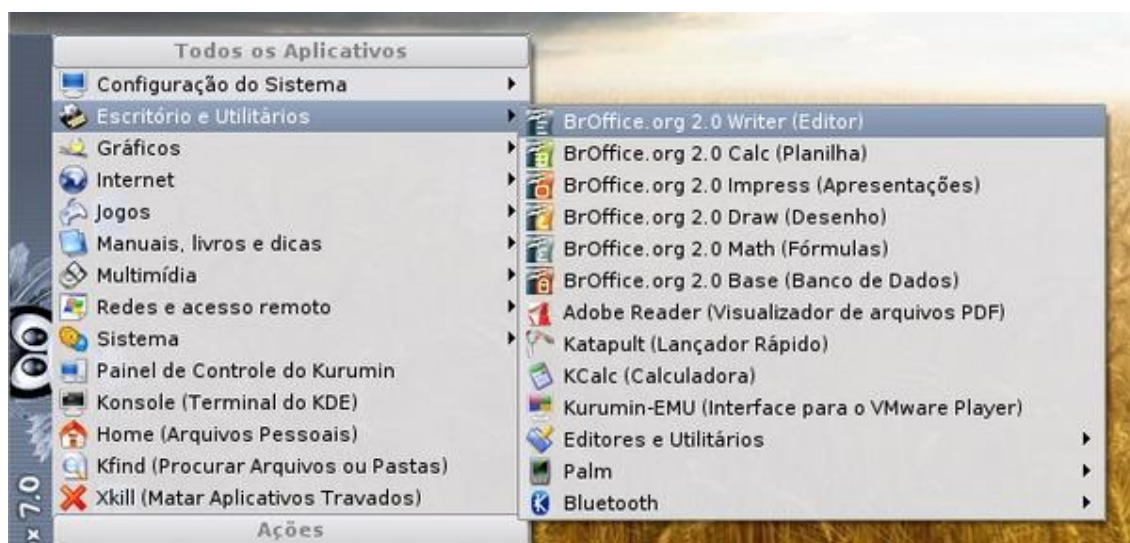 Todos os Aplicativos
Configuração do Sistema
Escritório e Utilitários
Gráficos
Internet
Jogos
Manuais, livros e dicas
Multimídia
Redes e acesso remoto
Sistema
Painel de Controle do Kurumin
Konsole (Terminal do KDE)
Home (Arquivos Pessoais)
Kfind (Procurar Arquivos ou Pastas)
Xkill (Matar Aplicativos Travados)
Ações
BrOffice.org 2.0 Writer (Editor)
BrOffice.org 2.0 Calc (Planilha)
BrOffice.org 2.0 Impress (Apresentações)
BrOffice.org 2.0 Draw (Desenho)
BrOffice.org 2.0 Math (Fórmulas)
BrOffice.org 2.0 Base (Banco de Dados)
Adobe Reader (Visualizador de arquivos PDF)
Katapult (Lançador Rápido)
KCalc (Calculadora)
Kurumin-EMU (Interface para o VMware Player)
Editores e Utilitários
Palm
Bluetooth
x 7.0